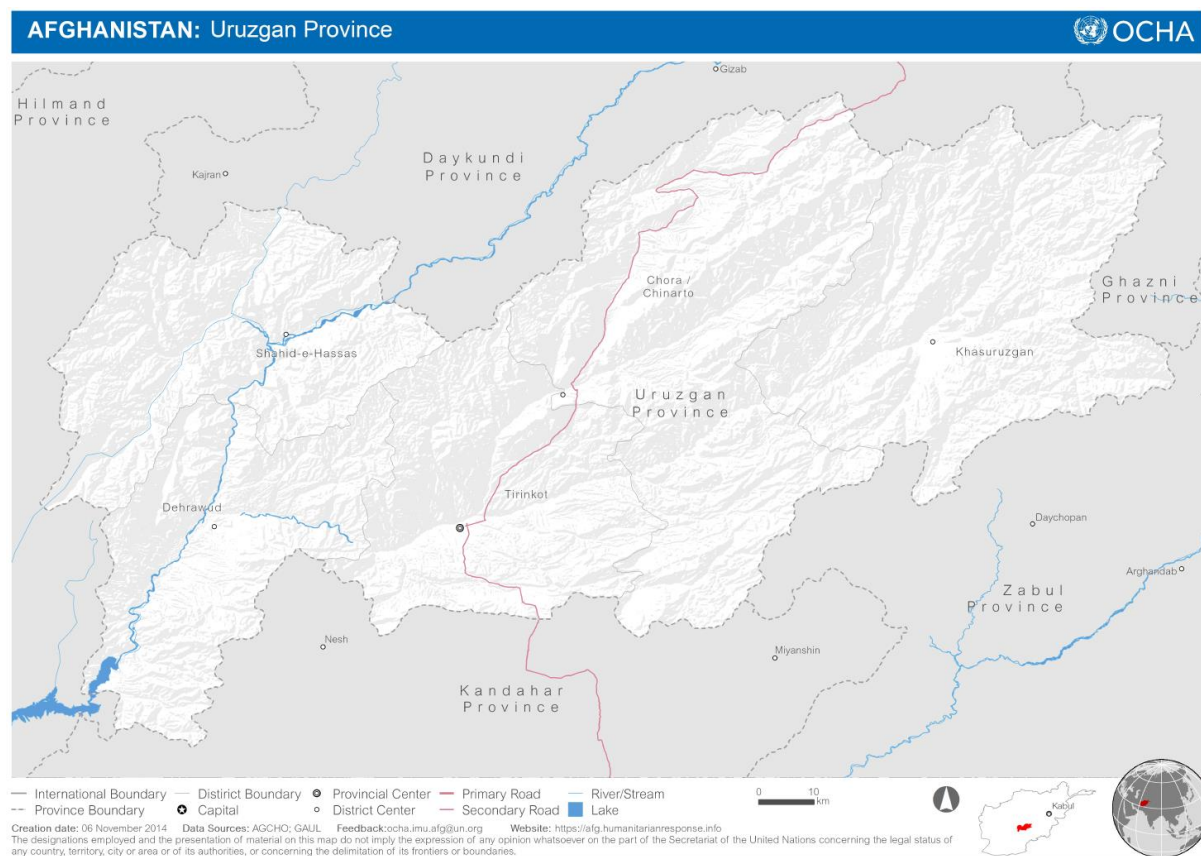 AFGHANISTAN: Uruzgan Province
OCHA
Gizab
Hilmand
Province
Daykundi
Province
Kajran
Chora /
Chinarto
Ghazni
Province
Shahid-e-Hassas
Khasuruzgan
Uruzgan
Province
Tirinkot
Dehrawud
Daychopan
Arghandab
Zabul
Province
Nesh
Miyanshin
Kandahar
Province
International Boundary District Boundary Provincial Center Primary Road River/Stream 0 10
Province Boundary Capital District Center Secondary Road Lake km
Kabul
Creation date: 06 November 2014 Data Sources: AGCHO; GAUL Feedback:ocha.imu.afg@un.org Website: https://afg.humanitarianresponse.info
The designations employed and the presentation of material on this map do not imply the expression of any opinion whatsoever on the part of the Secretariat of the United Nations concerning the legal status of
any country, territory, city or area or of its authorities, or concerning the delimitation of its frontiers or boundaries.